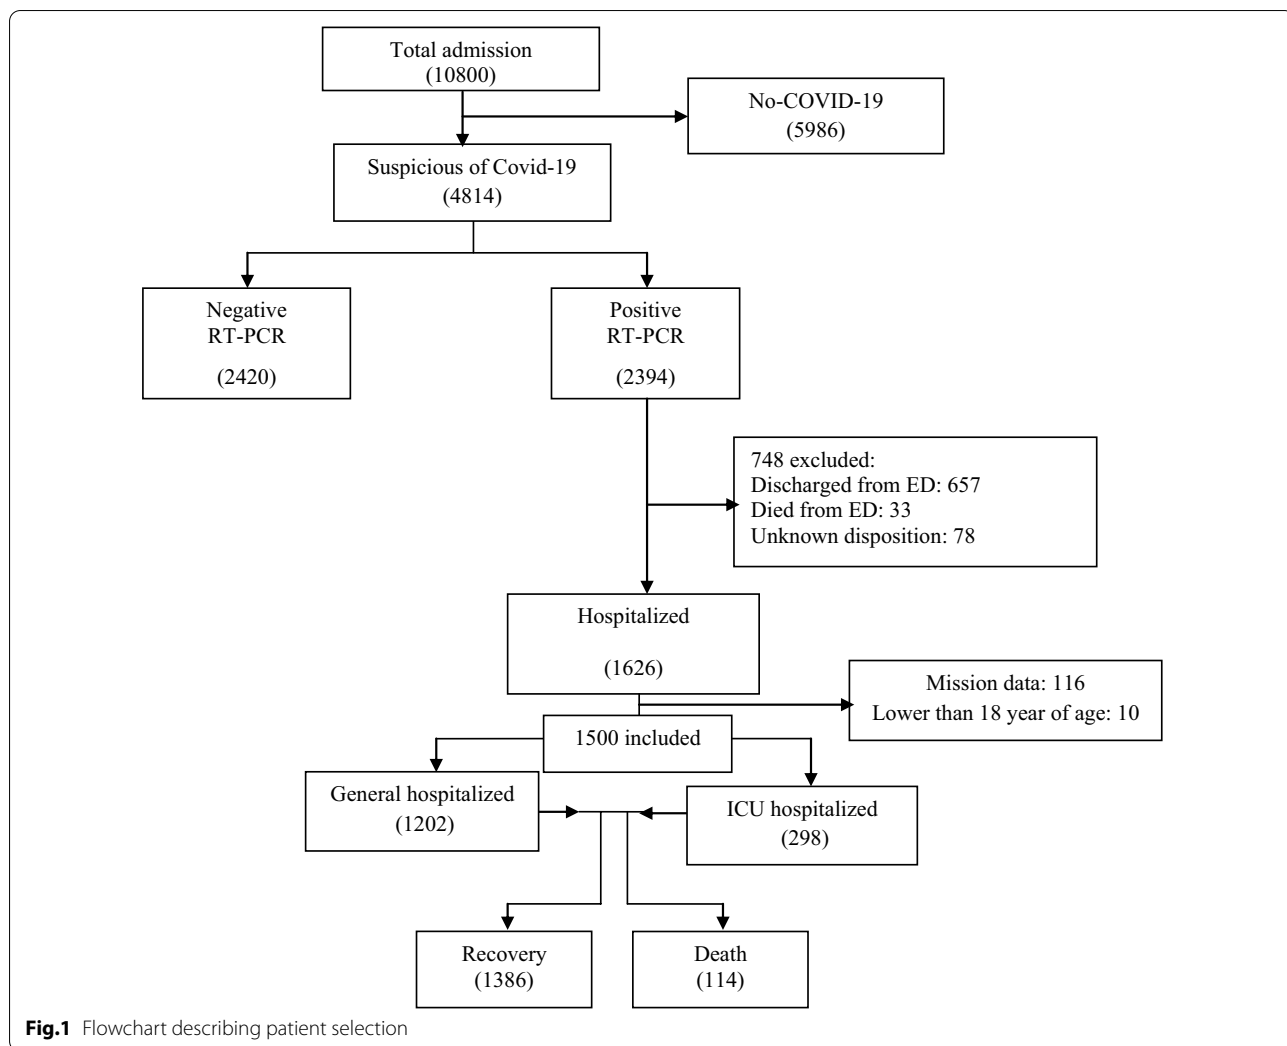 Total admission
(10800)
No-COVID-19
(5986)
Suspicious of Covid-19
(4814)
Negative
RT-PCR
(2420)
Positive
RT-PCR
(2394)
748 excluded:
Discharged from ED: 657
Died from ED: 33
Unknown disposition: 78
Hospitalized
(1626)
Mission data: 116
Lower than 18 year of age: 10
1500 included
General hospitalized
(1202)
ICU hospitalized
(298)
Recovery
(1386)
Death
(114)
Fig.1 Flowchart describing patient selection